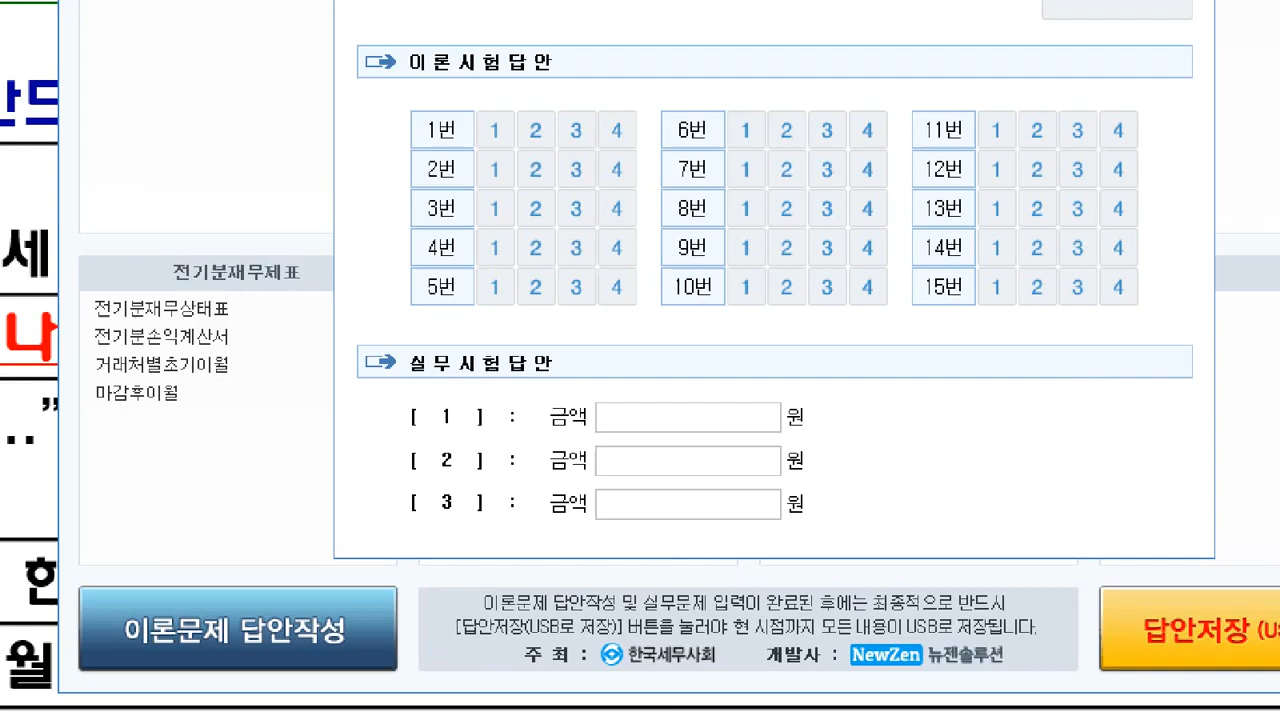 이론시험답안
1번 1 2 3 4 6번 1 2 3 4 11번 1 2 3 4
2번 1 2 3 4 7번 1 2 3 4 12번 1 2 3 4
3번 1 2 3 4 8번 1 2 3 4 13번 1 2 3 4
4번 1 2 3 4 9번 1 2 3 4 14번 1 2 3 4
5번 1 2 3 4 10번 1 2 3 4 15번 1 2 3 4
세
전기분재무제표
전기분재무상태표
전기분손익계산서
거래처별초기이월
마감후이월
나
..”
실무시험답안
[ 1 ] : 금액 원
[ 2 ] : 금액 원
[ 3 ] : 금액 원
한
월
이론문제 답안작성
이론문제 답안작성 및 실무문제 입력이 완료된 후에는 최종적으로 반드시
[답안저장(USB로 저장)] 버튼을 눌러야 현 시점까지 모든 내용이 USB로 저장됩니다.
주 최 : 한국세무사회 개발사 : NewZen 뉴젠솔루션
답안저장 (U